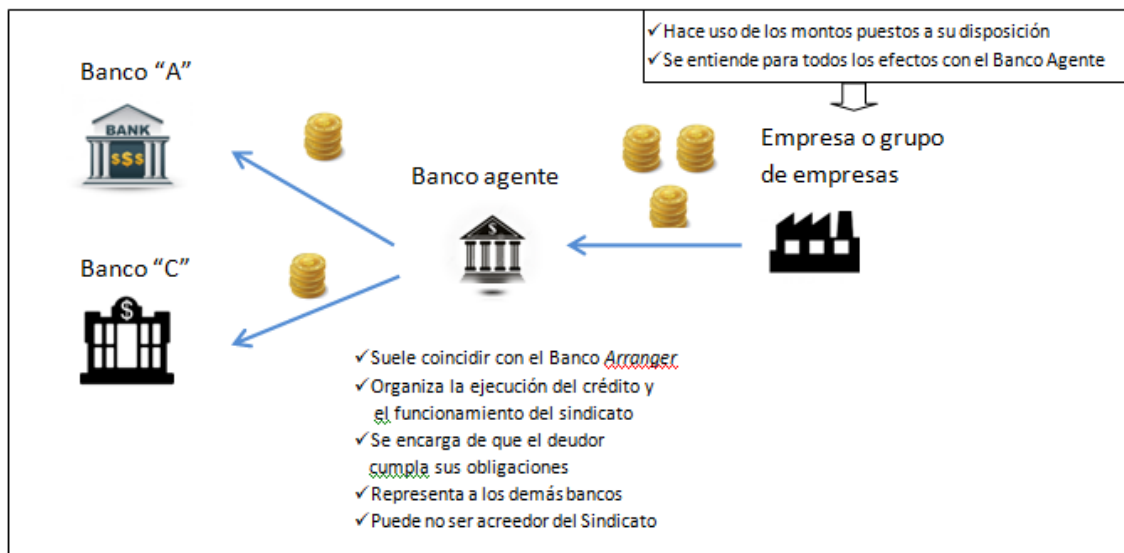 ✓Hace uso de los montos puestos a su disposición
✓Se entiende para todos los efectos con el Banco Agente
Banco “A”
BANK
$$$
Empresa o grupo
de empresas
Banco agente
$
Banco “C”
$
✓Suele coincidir con el Banco Arranger
✓Organiza la ejecución del crédito y
el funcionamiento del sindicato
✓Se encarga de que el deudor
cumpla sus obligaciones
✓Representa a los demás bancos
✓Puede no ser acreedor del Sindicato